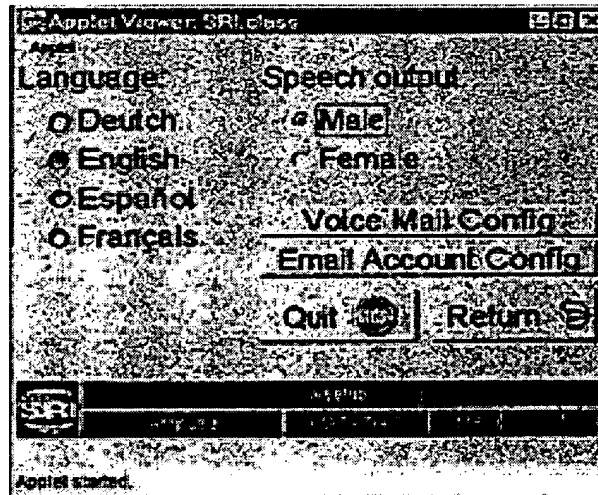 Applet Viewer: SRI.class
Applet
Language: Speech output
Deutch Male
English Female
Español
Français
Voice Mail Config
Email Account Config
Quit Return
SRI
Applet started.